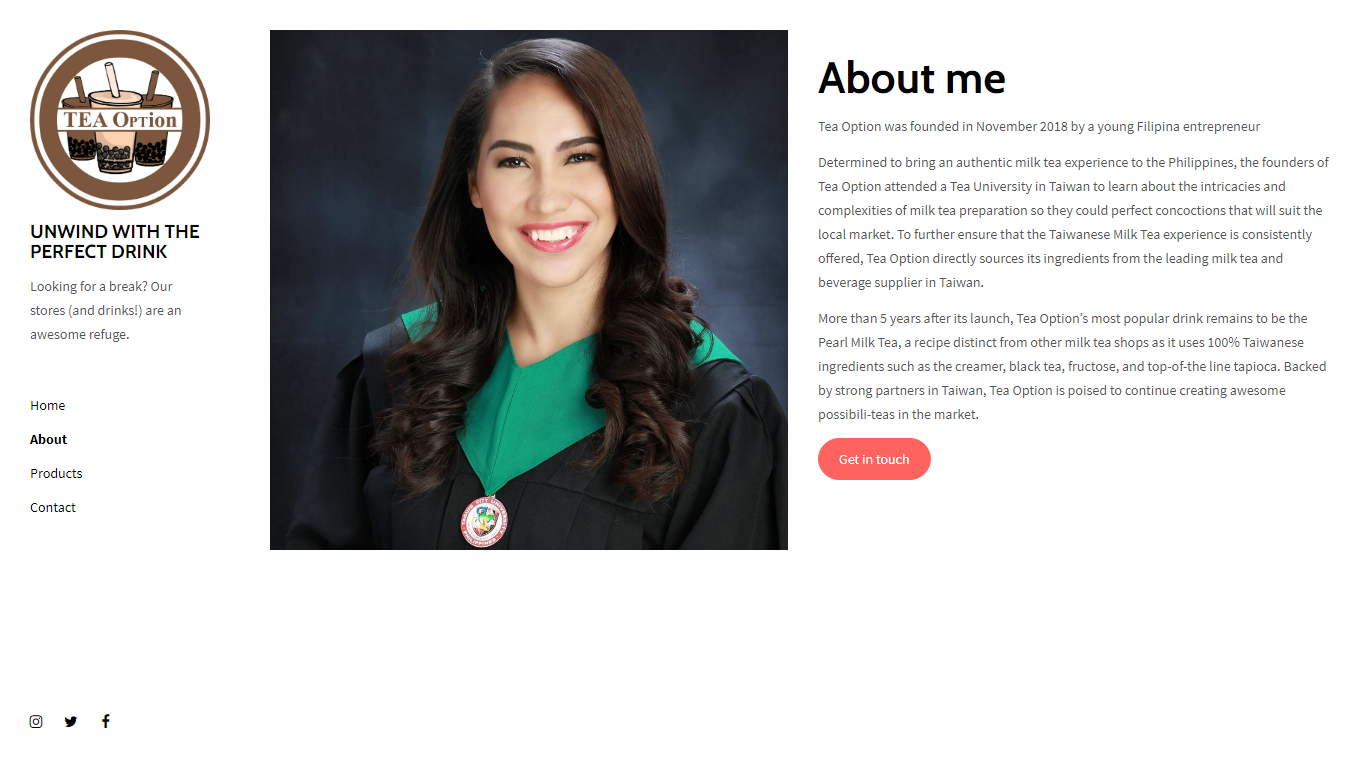 TEA OPTION
UNWIND WITH THE
PERFECT DRINK
Looking for a break? Our
stores (and drinks!) are an
awesome refuge.
Home
About
Products
Contact
About me
Tea Option was founded in November 2018 by a young Filipina entrepreneur
Determined to bring an authentic milk tea experience to the Philippines, the founders of
Tea Option attended a Tea University in Taiwan to learn about the intricacies and
complexities of milk tea preparation so they could perfect concoctions that will suit the
local market. To further ensure that the Taiwanese Milk Tea experience is consistently
offered, Tea Option directly sources its ingredients from the leading milk tea and
beverage supplier in Taiwan.
More than 5 years after its launch, Tea Option’s most popular drink remains to be the
Pearl Milk Tea, a recipe distinct from other milk tea shops as it uses 100% Taiwanese
ingredients such as the creamer, black tea, fructose, and top-of-the line tapioca. Backed
by strong partners in Taiwan, Tea Option is poised to continue creating awesome
possibili-teas in the market.
Get in touch
CITY UNIVERSITY
PHILIPPINES